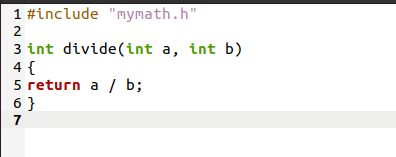 1 #include "mymath.h"
2
3 int divide(int a, int b)
4 {
5 return a / b;
6 }
7